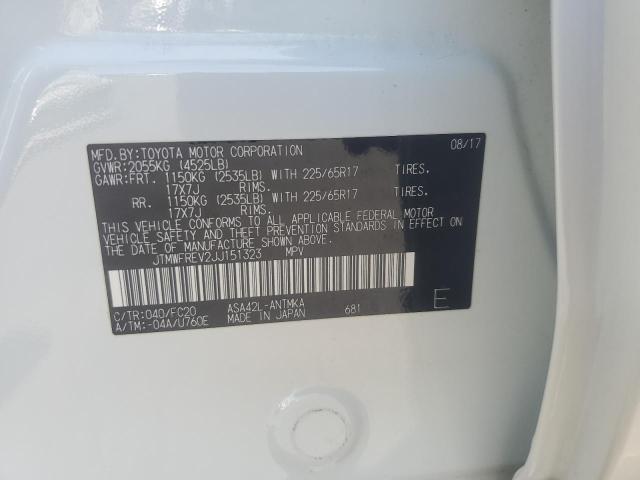 MFD.BY:TOYOTA MOTOR CORPORATION 08/17
GVWR:2055KG (4525LB)
GAWR:FRT. 1150KG (2535LB) WITH 225/65R17 TIRES.
17X7J RIMS.
RR. 1150KG (2535LB) WITH 225/65R17 TIRES.
17X7J RIMS.
THIS VEHICLE CONFORMS TO ALL APPLICABLE FEDERAL MOTOR
VEHICLE SAFETY AND THEFT PREVENTION STANDARDS IN EFFECT ON
THE DATE OF MANUFACTURE SHOWN ABOVE.
JTMWFREV2JJ151323 MPV
C/TR:040/FC20 ASA42L-ANTMKA 681 E
A/TM:-04A/U760E MADE IN JAPAN